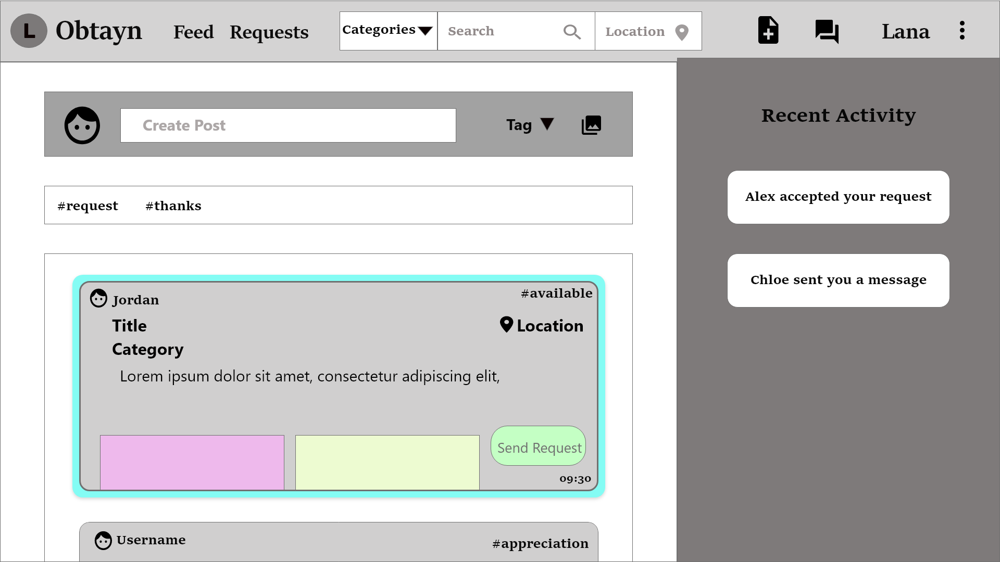 L Obtayn Feed Requests Categories Search Location Lana
Create Post Tag
#request #thanks
Jordan #available
Title Location
Category
Lorem ipsum dolor sit amet, consectetur adipiscing elit,
Send Request
09:30
Username #appreciation
Recent Activity
Alex accepted your request
Chloe sent you a message